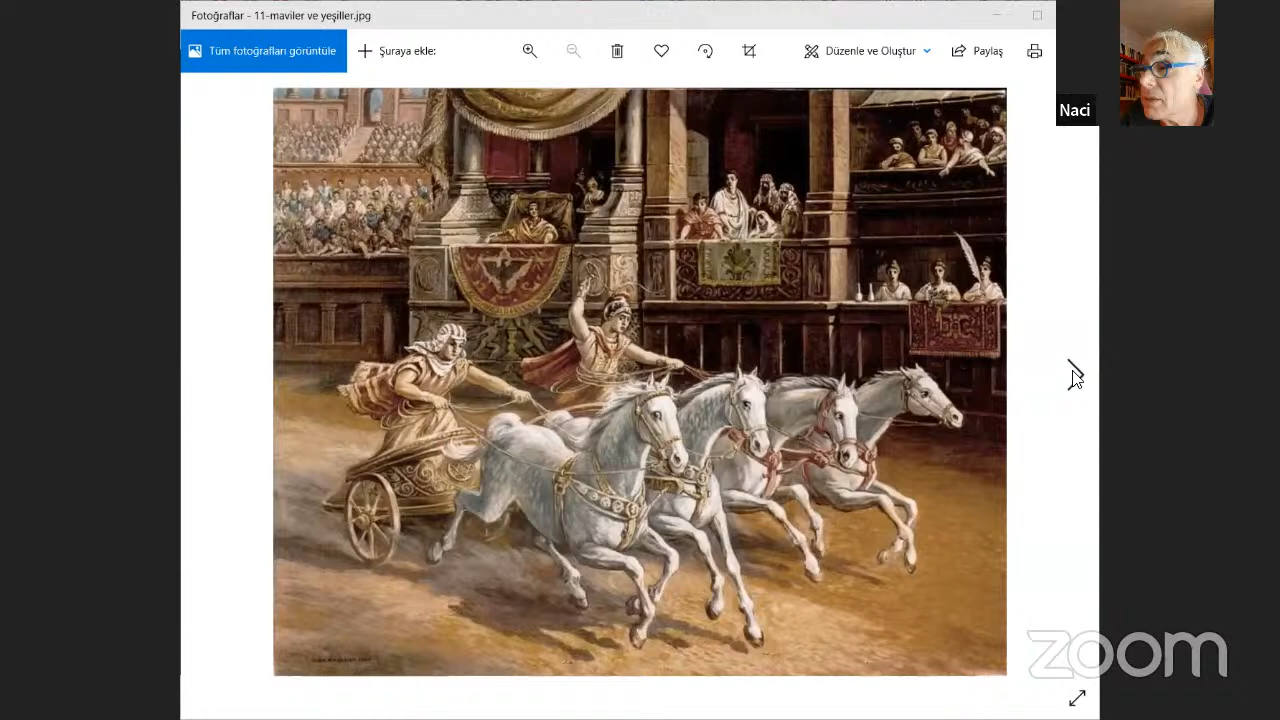 Fotoğraflar - 11-maviler ve yeşiller.jpg
Tüm fotoğrafları görüntüle
Şuraya ekle:
Düzenle ve Oluştur
Paylaş
Naci
zoom